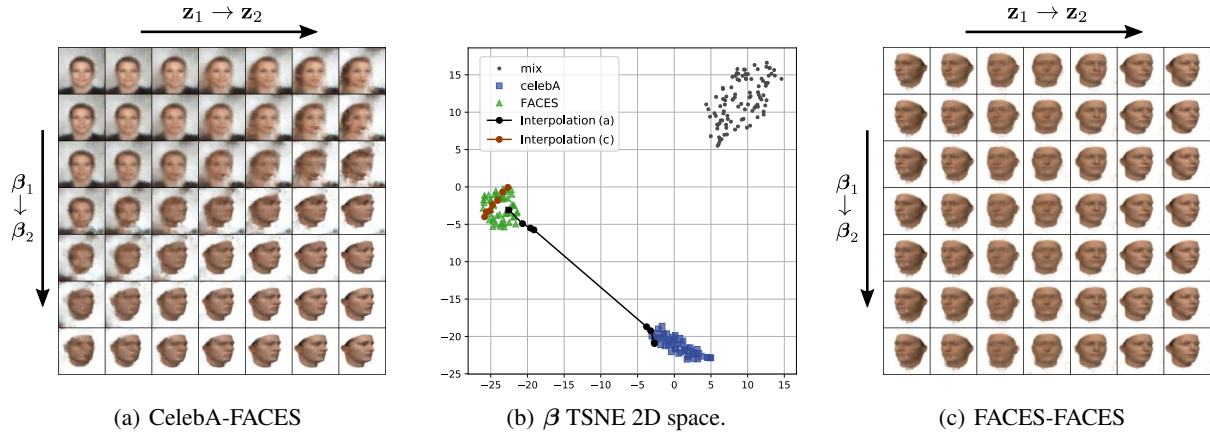 z₁ → z₂
β₁
↓
β₂
(a) CelebA-FACES
mix
celebA
FACES
Interpolation (a)
Interpolation (c)
15
10
5
0
−5
−10
−15
−20
−25
−25
−20
−15
−10
−5
0
5
10
15
(b) β TSNE 2D space.
z₁ → z₂
β₁
↓
β₂
(c) FACES-FACES